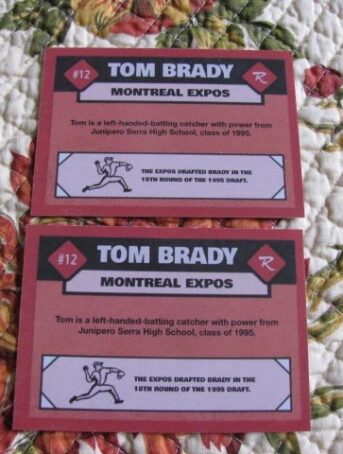 #12 TOM BRADY R
MONTREAL EXPOS
Tom is a left-handed-batting catcher with power from
Junipero Serra High School, class of 1995.
THE EXPOS DRAFTED BRADY IN THE
18TH ROUND OF THE 1995 DRAFT.
#12 TOM BRADY R
MONTREAL EXPOS
Tom is a left-handed-batting catcher with power from
Junipero Serra High School, class of 1995.
THE EXPOS DRAFTED BRADY IN THE
18TH ROUND OF THE 1995 DRAFT.